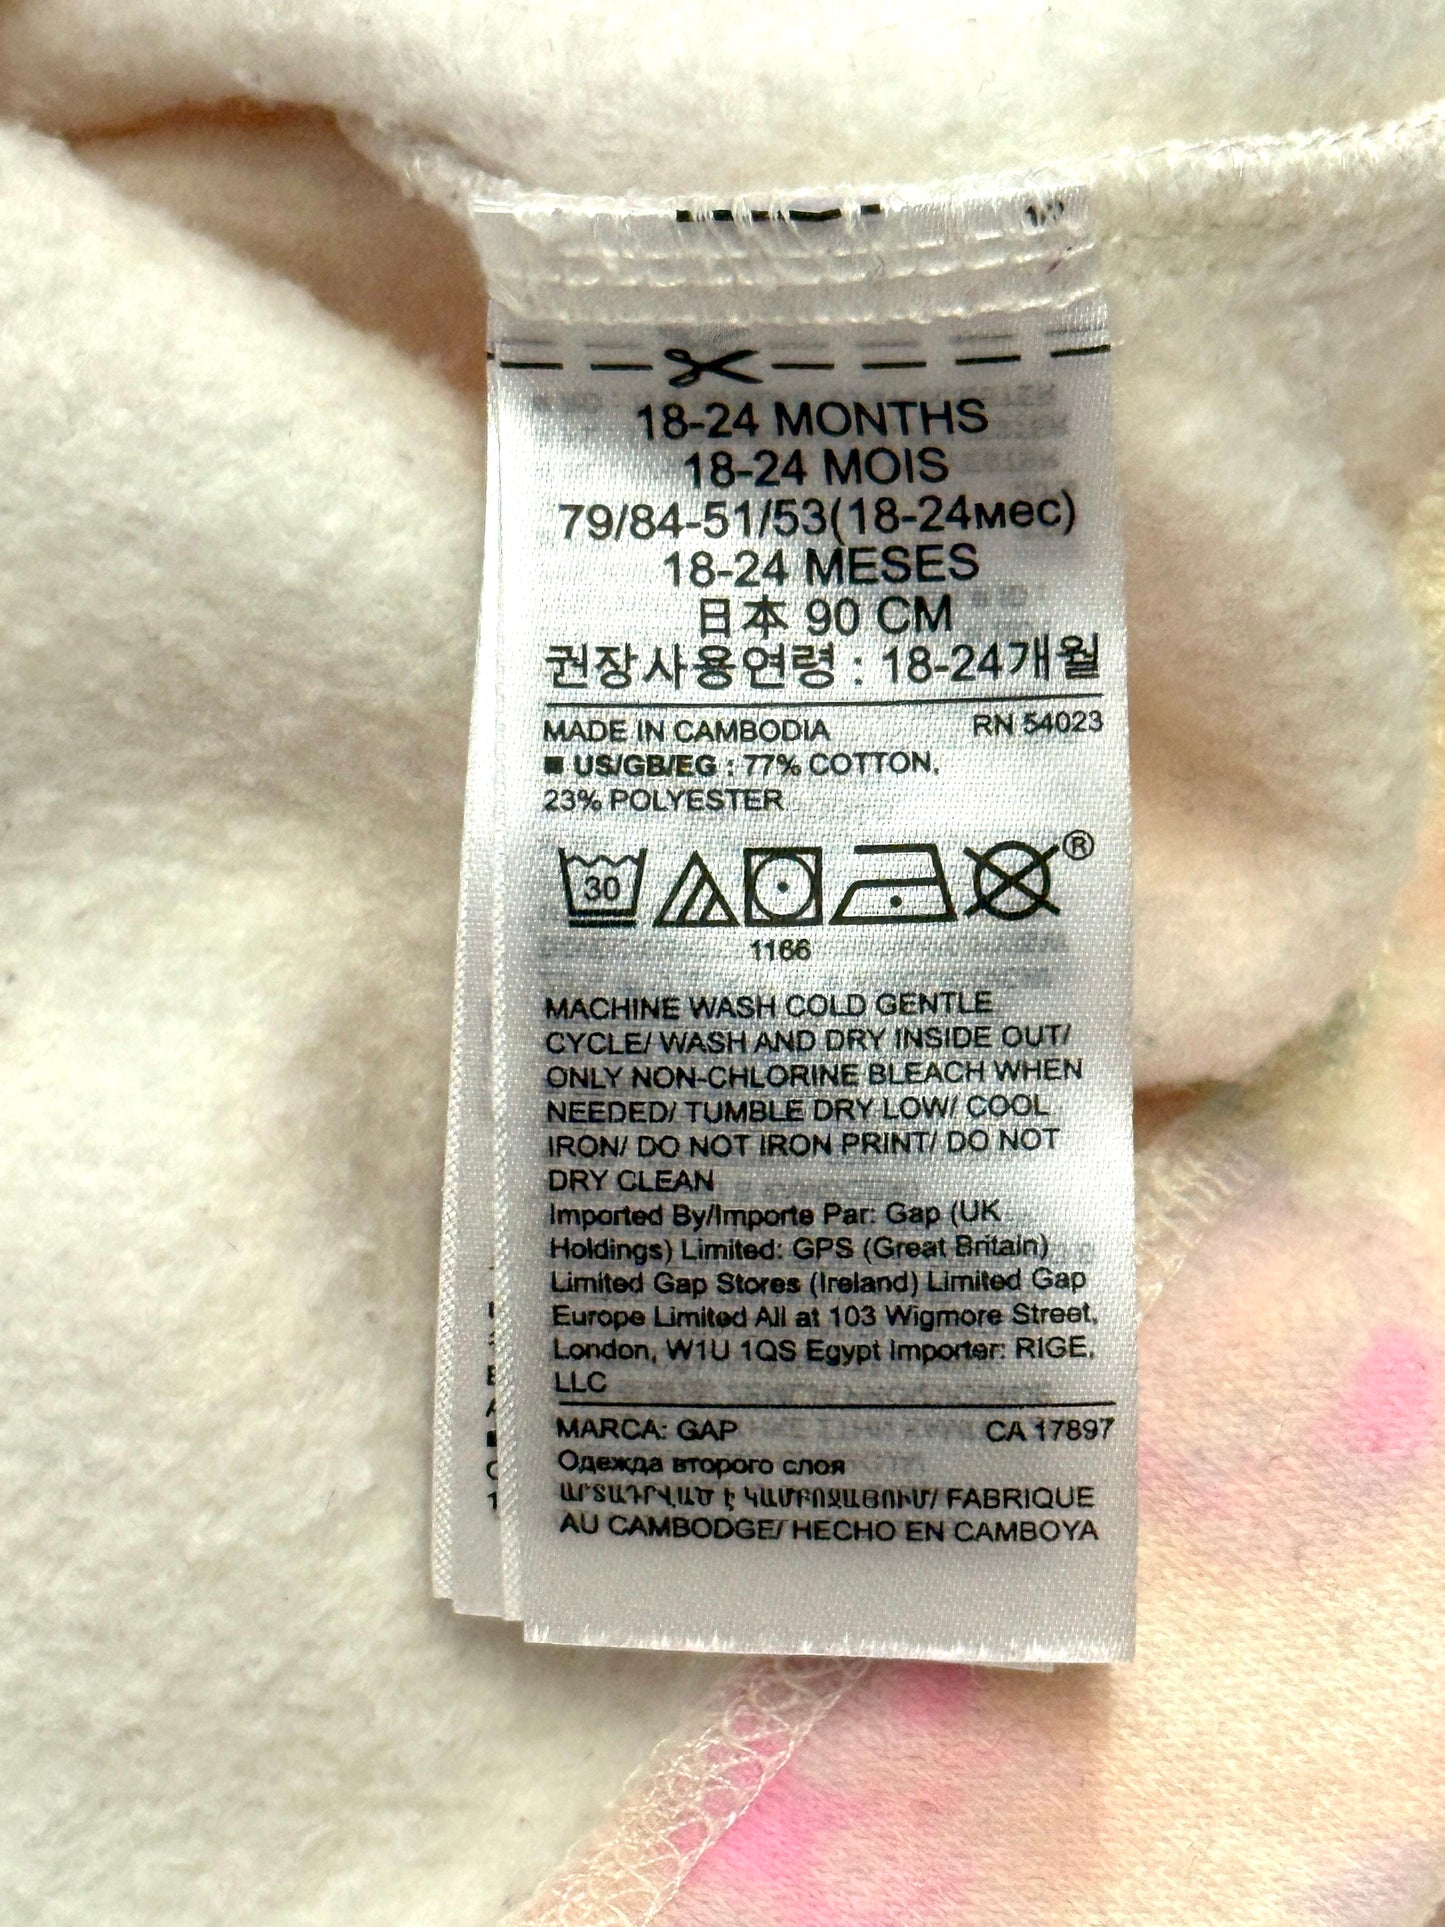 18-24 MONTHS
18-24 MOIS
79/84-51/53(18-24мес)
18-24 MESES
日本 90 CM
권장사용연령 : 18-24개월
MADE IN CAMBODIA RN 54023
■ US/GB/EG : 77% COTTON,
23% POLYESTER
30
®
1166
MACHINE WASH COLD GENTLE
CYCLE/ WASH AND DRY INSIDE OUT/
ONLY NON-CHLORINE BLEACH WHEN
NEEDED/ TUMBLE DRY LOW/ COOL
IRON/ DO NOT IRON PRINT/ DO NOT
DRY CLEAN
Imported By/Importe Par: Gap (UK
Holdings) Limited: GPS (Great Britain)
Limited Gap Stores (Ireland) Limited Gap
Europe Limited All at 103 Wigmore Street,
London, W1U 1QS Egypt Importer: RIGE,
LLC
MARCA: GAP CA 17897
Одежда второго слоя
ԱՐՏԱԴՐՎԱԾ Է ԿԱՄԲՈՋԱՅՈՒՄ/ FABRIQUE
AU CAMBODGE/ HECHO EN CAMBOYA